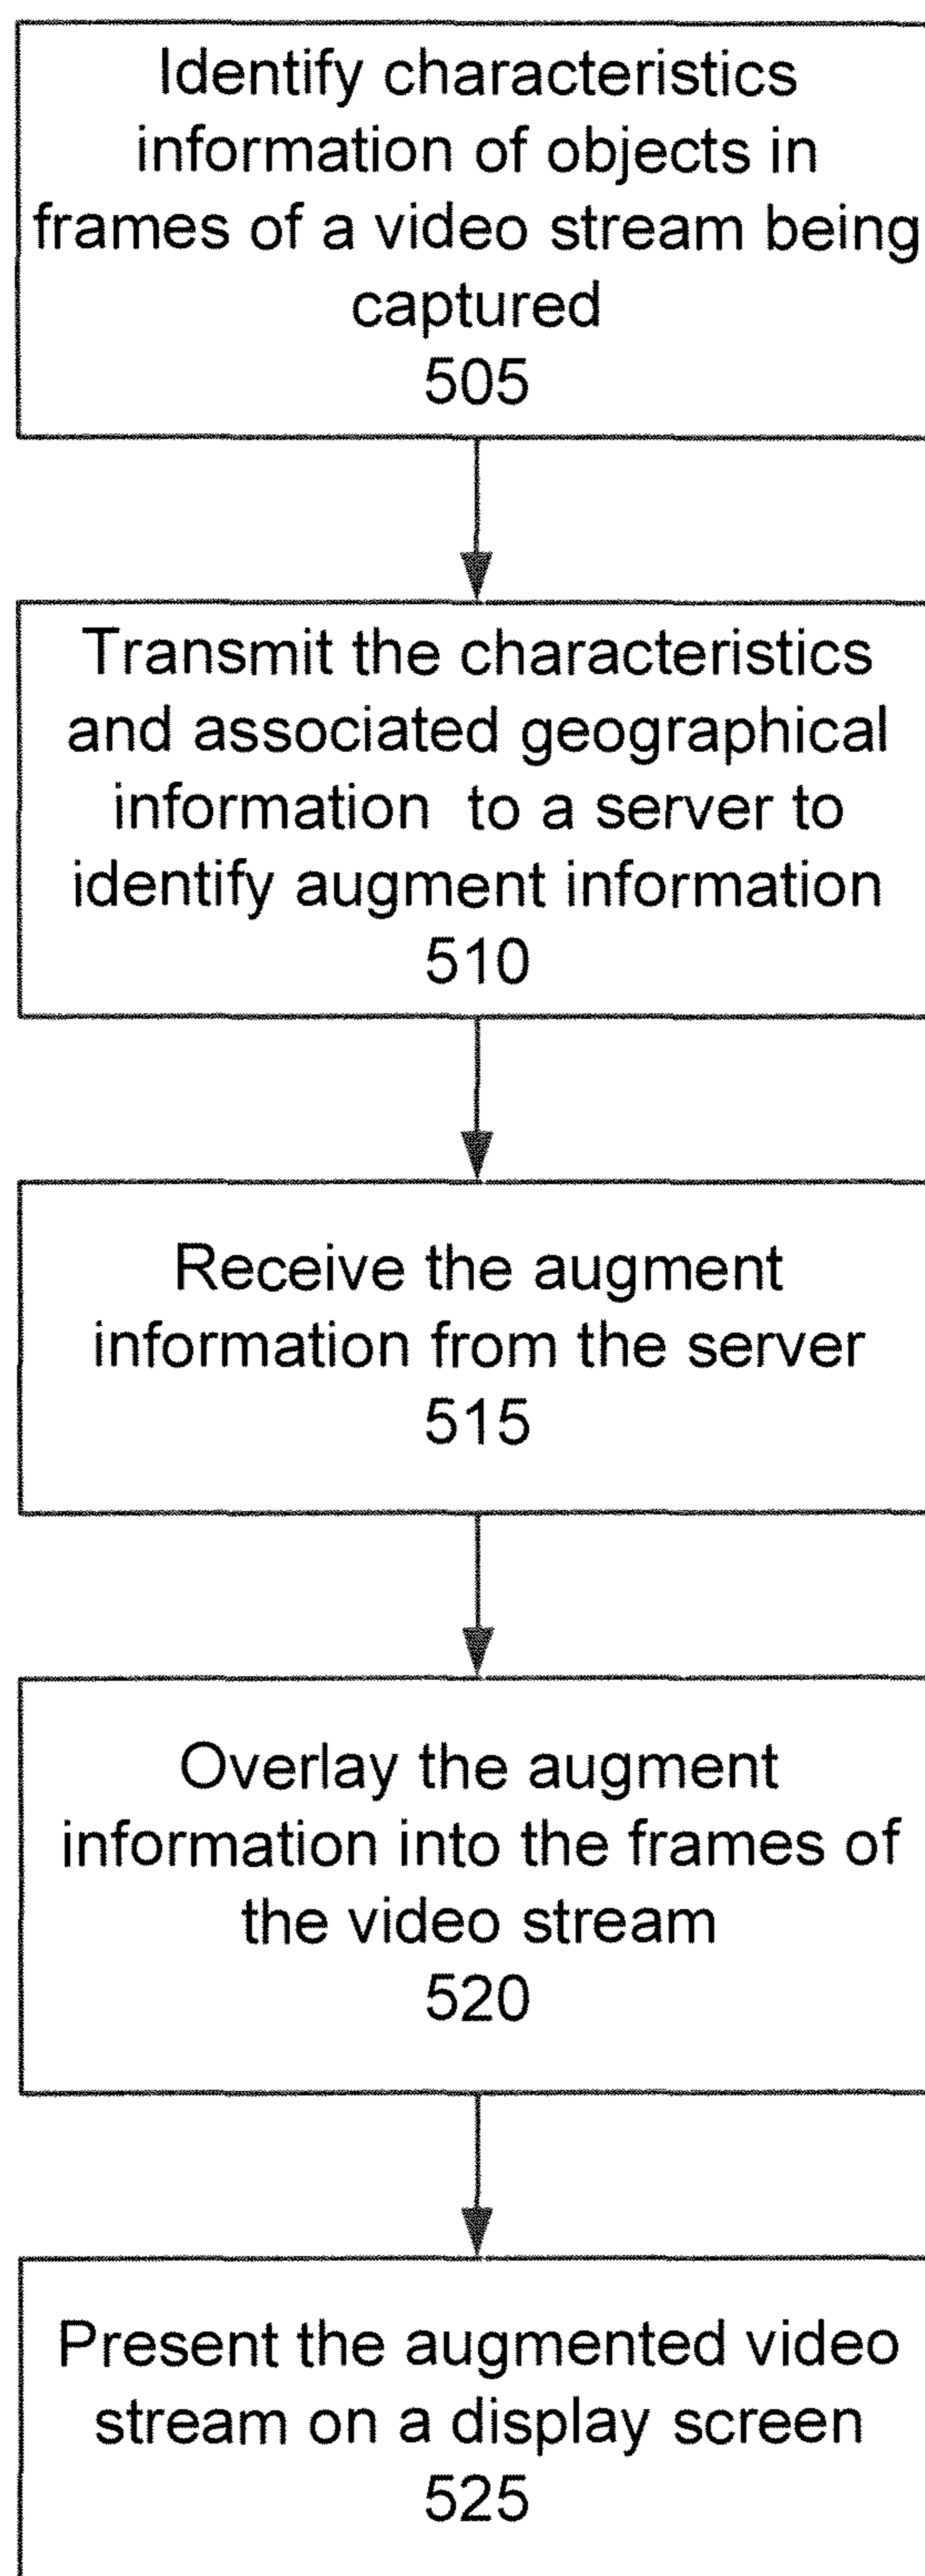 Identify characteristics
information of objects in
frames of a video stream being
captured
505
Transmit the characteristics
and associated geographical
information to a server to
identify augment information
510
Receive the augment
information from the server
515
Overlay the augment
information into the frames of
the video stream
520
Present the augmented video
stream on a display screen
525